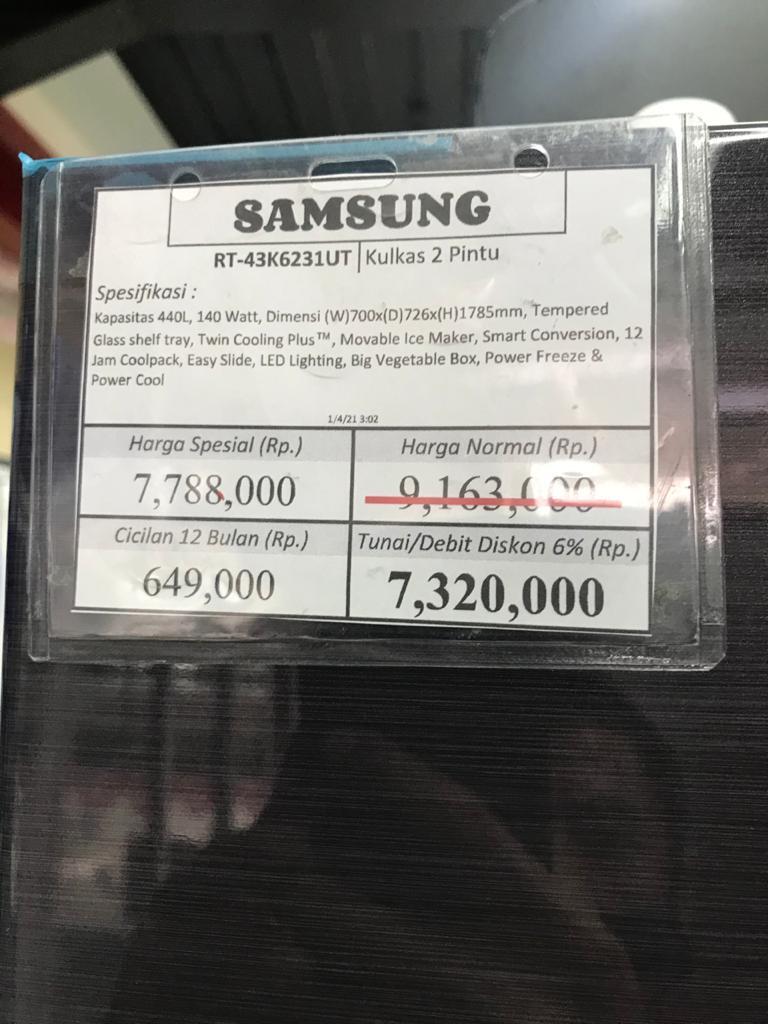 SAMSUNG
RT-43K6231UT Kulkas 2 Pintu
Spesifikasi :
Kapasitas 440L, 140 Watt, Dimensi (W)700x(D)726x(H)1785mm, Tempered
Glass shelf tray, Twin Cooling Plus™, Movable Ice Maker, Smart Conversion, 12
Jam Coolpack, Easy Slide, LED Lighting, Big Vegetable Box, Power Freeze &
Power Cool
1/4/21 3:02
Harga Spesial (Rp.) Harga Normal (Rp.)
7,788,000 9,163,000
Cicilan 12 Bulan (Rp.) Tunai/Debit Diskon 6% (Rp.)
649,000 7,320,000